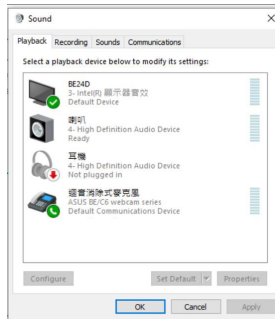 Sound
Playback Recording Sounds Communications
Select a playback device below to modify its settings:
BE24D
3- Intel(R) 顯示器音效
Default Device
喇叭
4- High Definition Audio Device
Ready
耳機
4- High Definition Audio Device
Not plugged in
迴音消除式麥克風
ASUS BE/C6 webcam series
Default Communications Device
Configure Set Default Properties
OK Cancel Apply